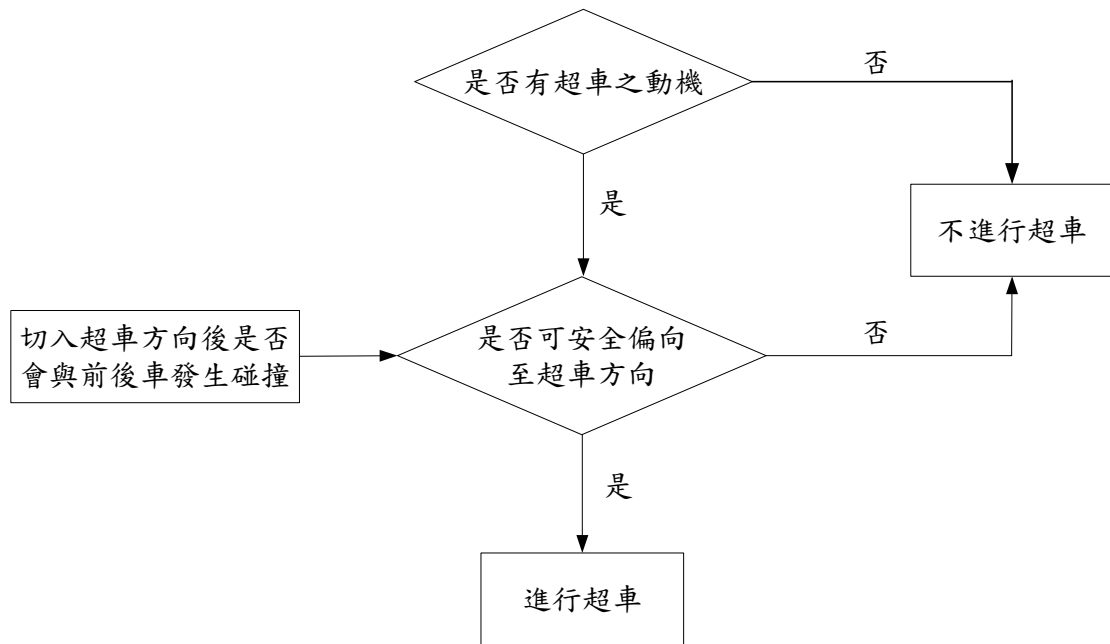 是否有超車之動機
否
是
不進行超車
切入超車方向後是否
會與前後車發生碰撞
是否可安全偏向
至超車方向
否
是
進行超車